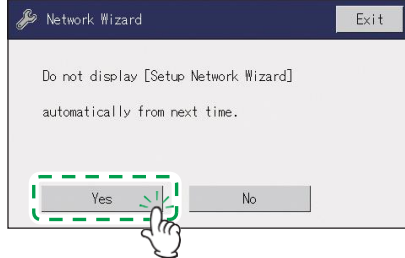 Network Wizard
Exit
Do not display [Setup Network Wizard]
automatically from next time.
Yes
No